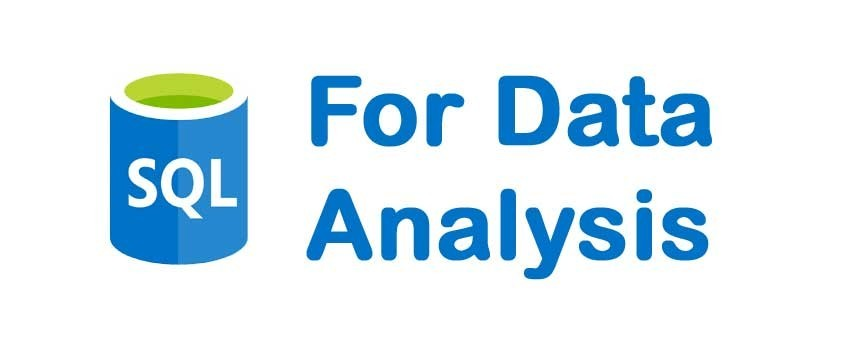 SQL
For Data
Analysis